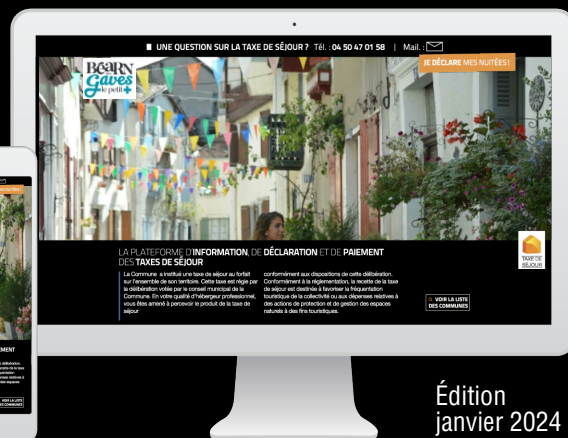 UNE QUESTION SUR LA TAXE DE SÉJOUR ? Tél. : 04 50 47 01 58 | Mail. :
JE DÉCLARE MES NUITÉES !
BéaRN
Gaves
le petit +
LA PLATEFORME D'INFORMATION, DE DÉCLARATION ET DE PAIEMENT
DES TAXES DE SÉJOUR
La Commune a institué une taxe de séjour au forfait
sur l'ensemble de son territoire. Cette taxe est régie par
la délibération votée par le conseil municipal de la
Commune. En votre qualité d'hébergeur professionnel,
vous êtes amené à percevoir le produit de la taxe de
séjour
conformément aux dispositions de cette délibération.
Conformément à la réglementation, la recette de la taxe
de séjour est destinée à favoriser la fréquentation
touristique de la collectivité ou aux dépenses relatives à
des actions de protection et de gestion des espaces
naturels à des fins touristiques.
TAXE DE
SÉJOUR
VOIR LA LISTE
DES COMMUNES
VOIR LA LISTE
DES COMMUNES
Édition
janvier 2024